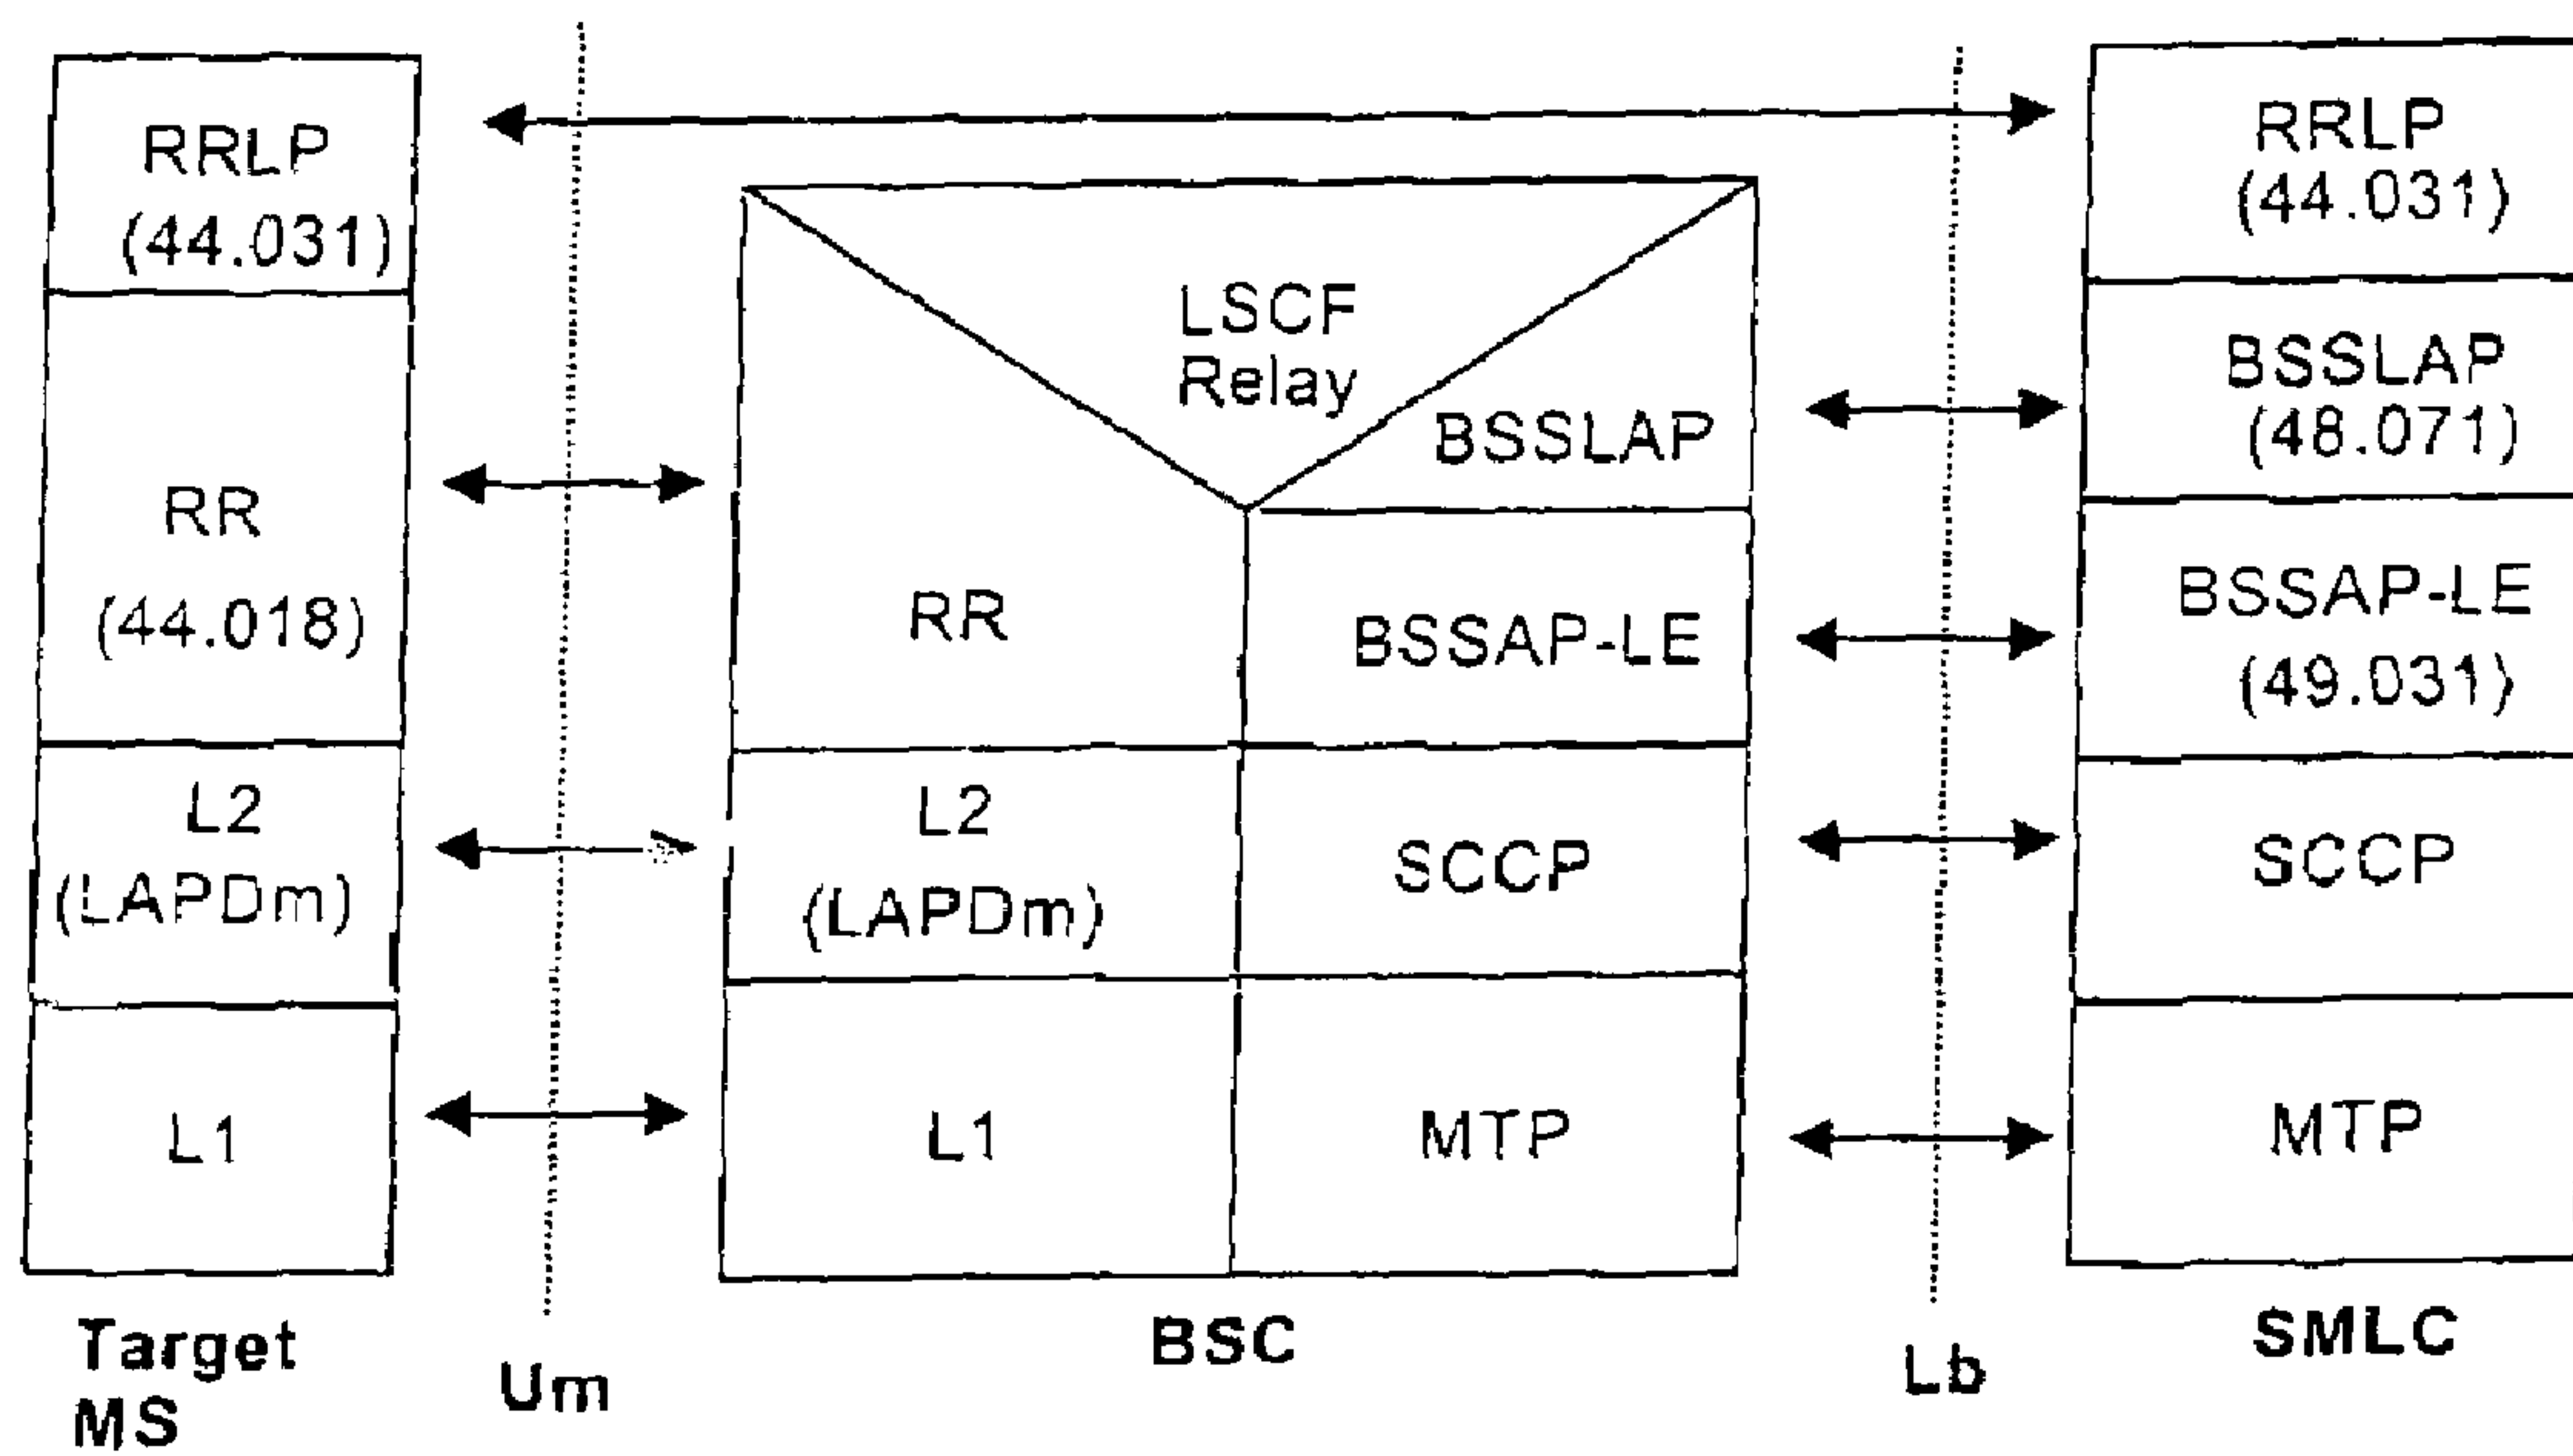 RRLP
(44.031)
RR
(44.018)
L2
(LAPDm)
L1
Target
MS
Um
LSCF
Relay
BSSLAP
RR
BSSAP-LE
L2
(LAPDm)
SCCP
L1
MTP
BSC
Lb
RRLP
(44.031)
BSSLAP
(48.071)
BSSAP-LE
(49.031)
SCCP
MTP
SMLC